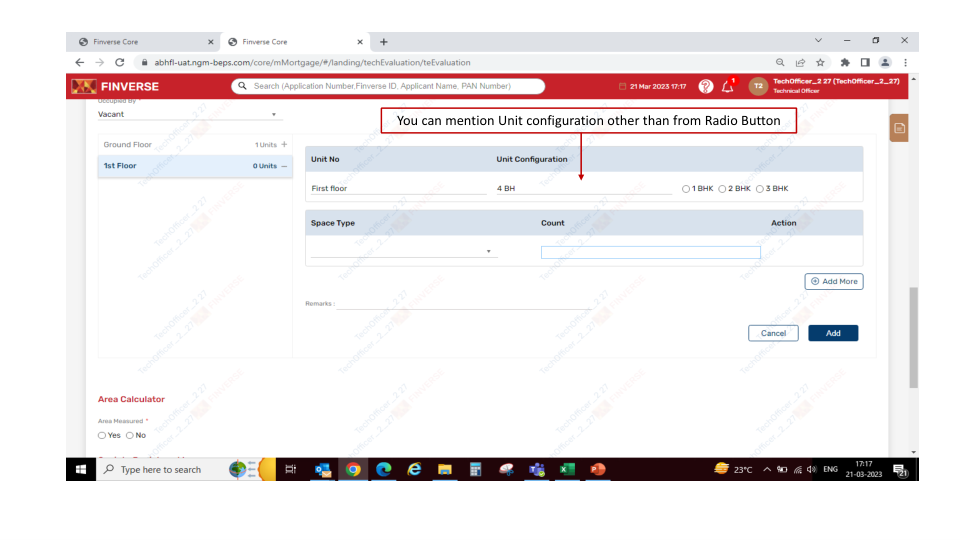 Finverse Core × Finverse Core × +
abhfl-uat.ngm-beps.com/core/mMortgage/#/landing/techEvaluation/teEvaluation
FINVERSE Search (Application Number,Finverse ID, Applicant Name, PAN Number) 21 Mar 2023 17:17 1 T2 TechOfficer_2 27 (TechOfficer_2_27)
Technical Officer
Occupied By *
Vacant
You can mention Unit configuration other than from Radio Button
Ground Floor 1 Units +
1st Floor 0 Units −
Unit No Unit Configuration
First floor 4 BH 1 BHK 2 BHK 3 BHK
Space Type Count Action
Add More
Remarks :
Cancel Add
Area Calculator
Area Measured *
Yes No
Type here to search 23°C ENG 17:17
21-03-2023 21